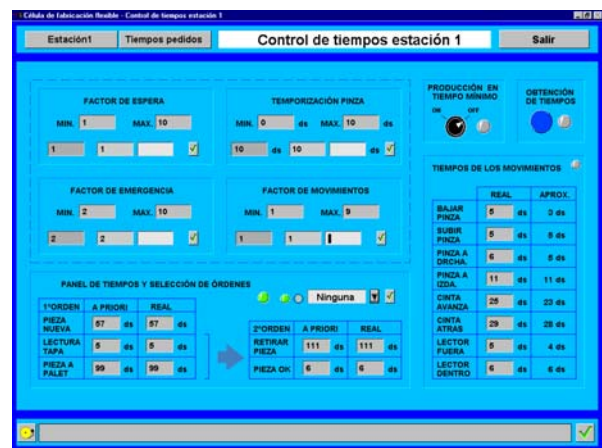 Célula de fabricación flexible - Control de tiempos estación 1
Estación1 Tiempos pedidos Control de tiempos estación 1 Salir
FACTOR DE ESPERA
MIN. 1 MAX. 10
1 1
TEMPORIZACIÓN PINZA
MIN. 0 ds MAX. 10 ds
10 ds 10 ds
PRODUCCIÓN EN
TIEMPO MÍNIMO
ON OFF
OBTENCIÓN
DE TIEMPOS
FACTOR DE EMERGENCIA
MIN. 2 MAX. 10
2 2
FACTOR DE MOVIMIENTOS
MIN. 1 MAX. 9
1 1
TIEMPOS DE LOS MOVIMIENTOS
REAL APROX.
BAJAR PINZA 5 ds 3 ds
SUBIR PINZA 5 ds 5 ds
PINZA A DRCHA. 6 ds 5 ds
PINZA A IZDA. 11 ds 11 ds
CINTA AVANZA 25 ds 23 ds
CINTA ATRAS 29 ds 28 ds
LECTOR FUERA 5 ds 4 ds
LECTOR DENTRO 6 ds 6 ds
PANEL DE TIEMPOS Y SELECCIÓN DE ÓRDENES
Ninguna
1ºORDEN A PRIORI REAL
PIEZA NUEVA 57 ds 57 ds
LECTURA TAPA 5 ds 5 ds
PIEZA A PALET 99 ds 99 ds
2ºORDEN A PRIORI REAL
RETIRAR PIEZA 111 ds 111 ds
PIEZA OK 6 ds 6 ds